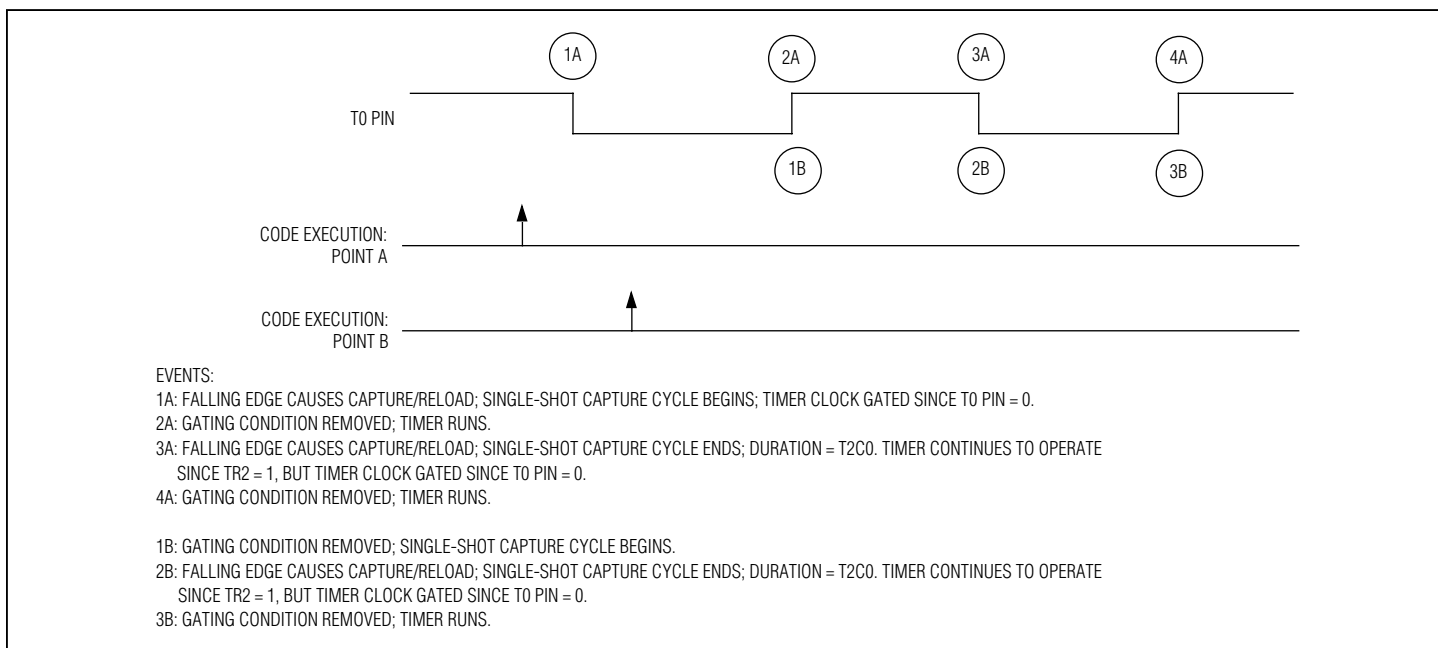 1A
2A
3A
4A
T0 PIN
1B
2B
3B
CODE EXECUTION:
POINT A
CODE EXECUTION:
POINT B
EVENTS:
1A: FALLING EDGE CAUSES CAPTURE/RELOAD; SINGLE-SHOT CAPTURE CYCLE BEGINS; TIMER CLOCK GATED SINCE T0 PIN = 0.
2A: GATING CONDITION REMOVED; TIMER RUNS.
3A: FALLING EDGE CAUSES CAPTURE/RELOAD; SINGLE-SHOT CAPTURE CYCLE ENDS; DURATION = T2C0. TIMER CONTINUES TO OPERATE
SINCE TR2 = 1, BUT TIMER CLOCK GATED SINCE T0 PIN = 0.
4A: GATING CONDITION REMOVED; TIMER RUNS.
1B: GATING CONDITION REMOVED; SINGLE-SHOT CAPTURE CYCLE BEGINS.
2B: FALLING EDGE CAUSES CAPTURE/RELOAD; SINGLE-SHOT CAPTURE CYCLE ENDS; DURATION = T2C0. TIMER CONTINUES TO OPERATE
SINCE TR2 = 1, BUT TIMER CLOCK GATED SINCE T0 PIN = 0.
3B: GATING CONDITION REMOVED; TIMER RUNS.